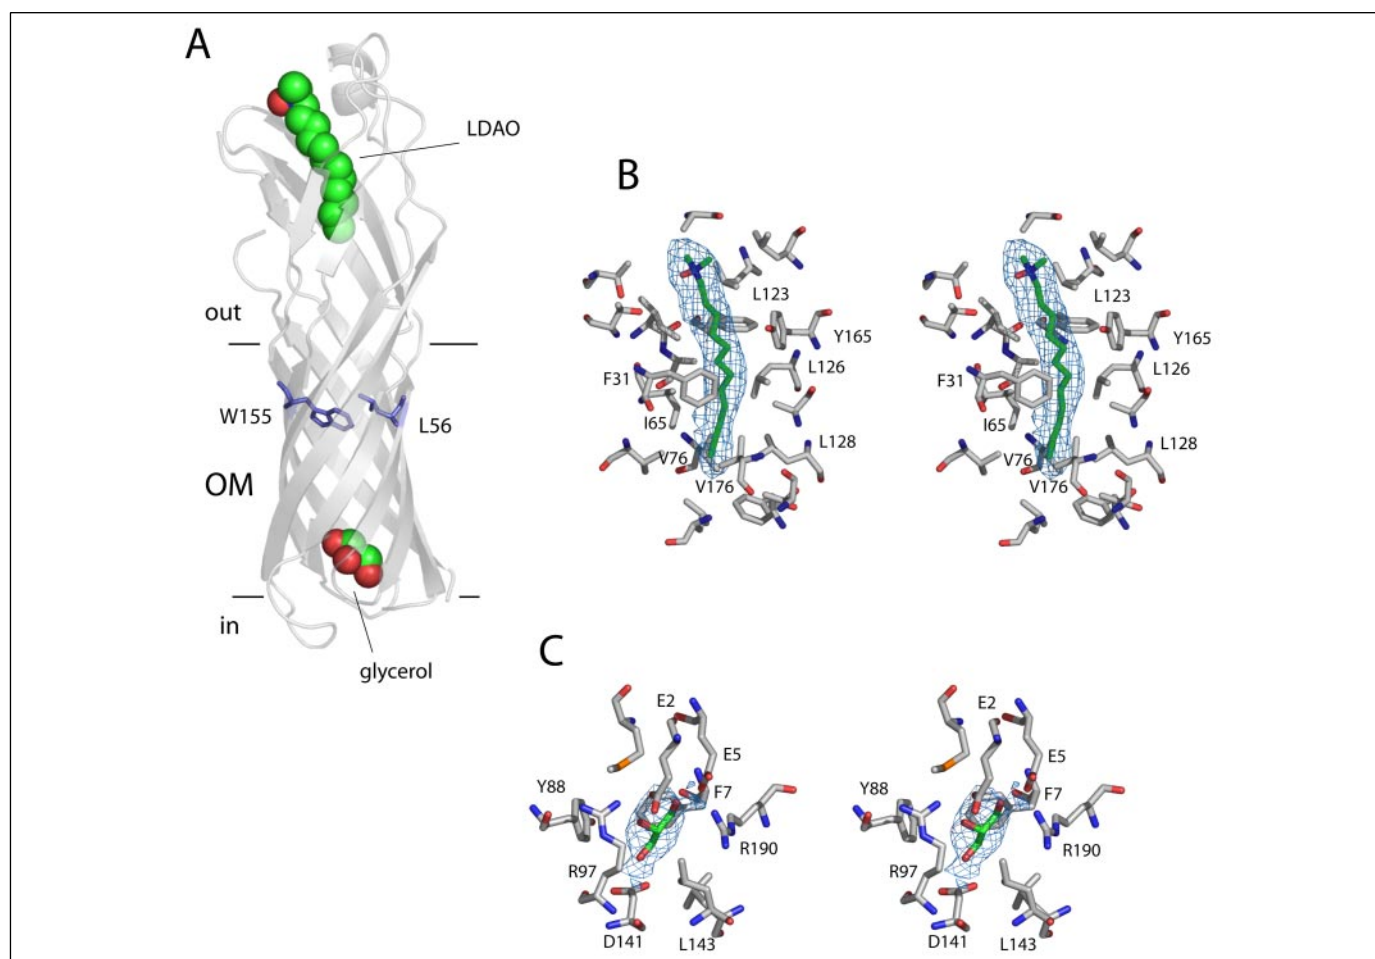 A
LDAO
out
W155
L56
OM
in
glycerol
B
L123
Y165
L126
F31
I65
L128
V76
V176
L123
Y165
L126
F31
I65
L128
V76
V176
C
E2
E5
Y88
F7
R190
R97
D141
L143
E2
E5
Y88
F7
R190
R97
D141
L143